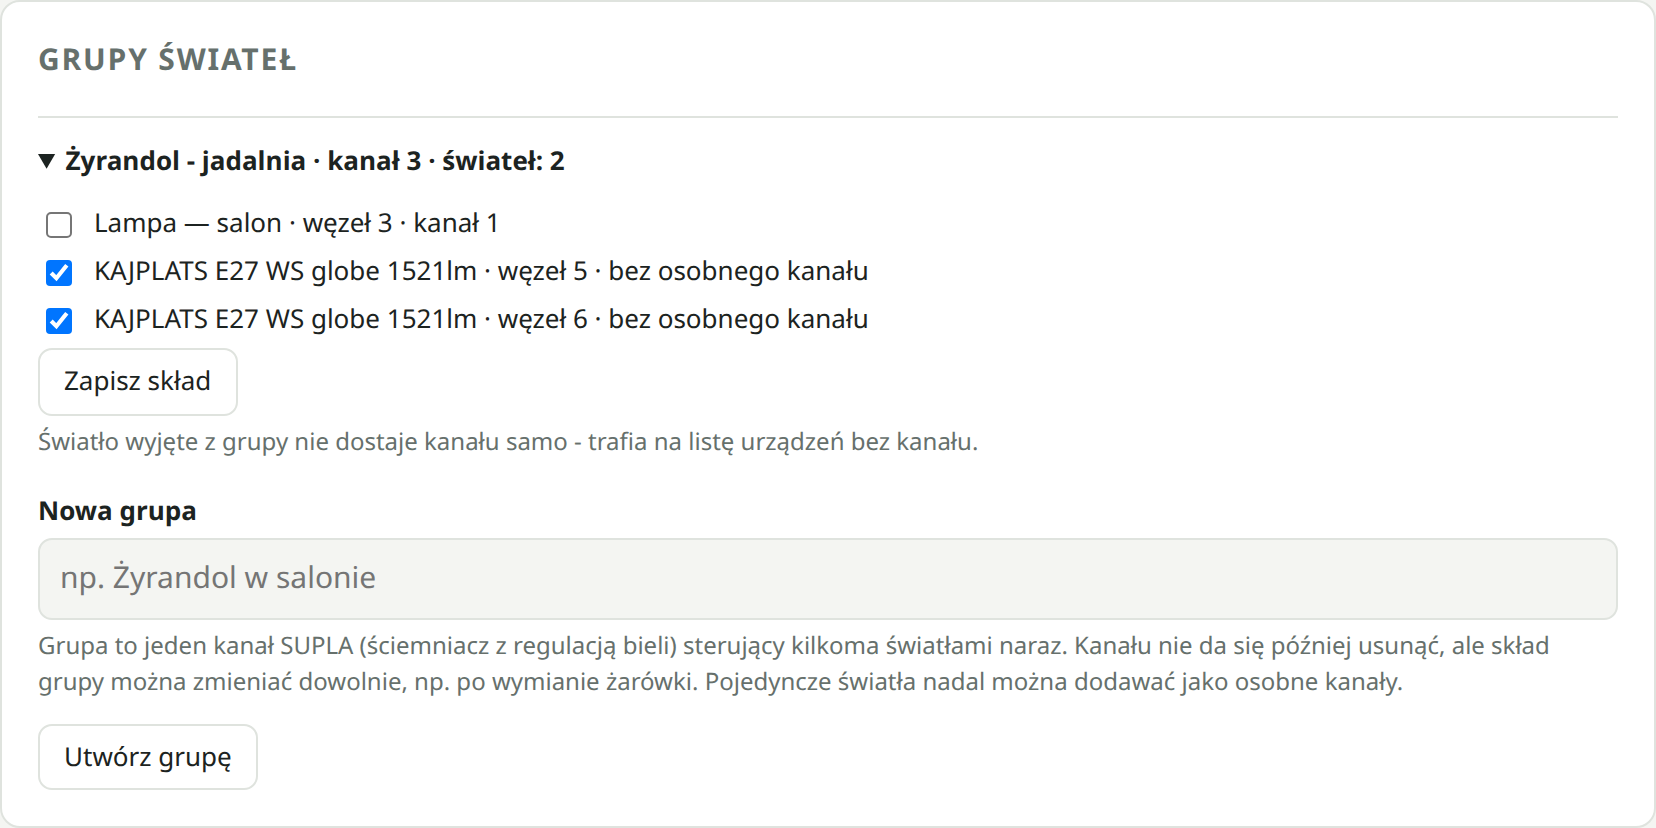 GRUPY ŚWIATEŁ
Żyrandol - jadalnia · kanał 3 · świateł: 2
Lampa — salon · węzeł 3 · kanał 1
KAJPLATS E27 WS globe 1521lm · węzeł 5 · bez osobnego kanału
KAJPLATS E27 WS globe 1521lm · węzeł 6 · bez osobnego kanału
Zapisz skład
Światło wyjęte z grupy nie dostaje kanału samo - trafia na listę urządzeń bez kanału.
Nowa grupa
np. Żyrandol w salonie
Grupa to jeden kanał SUPLA (ściemniacz z regulacją bieli) sterujący kilkoma światłami naraz. Kanału nie da się później usunąć, ale skład
grupy można zmieniać dowolnie, np. po wymianie żarówki. Pojedyncze światła nadal można dodawać jako osobne kanały.
Utwórz grupę